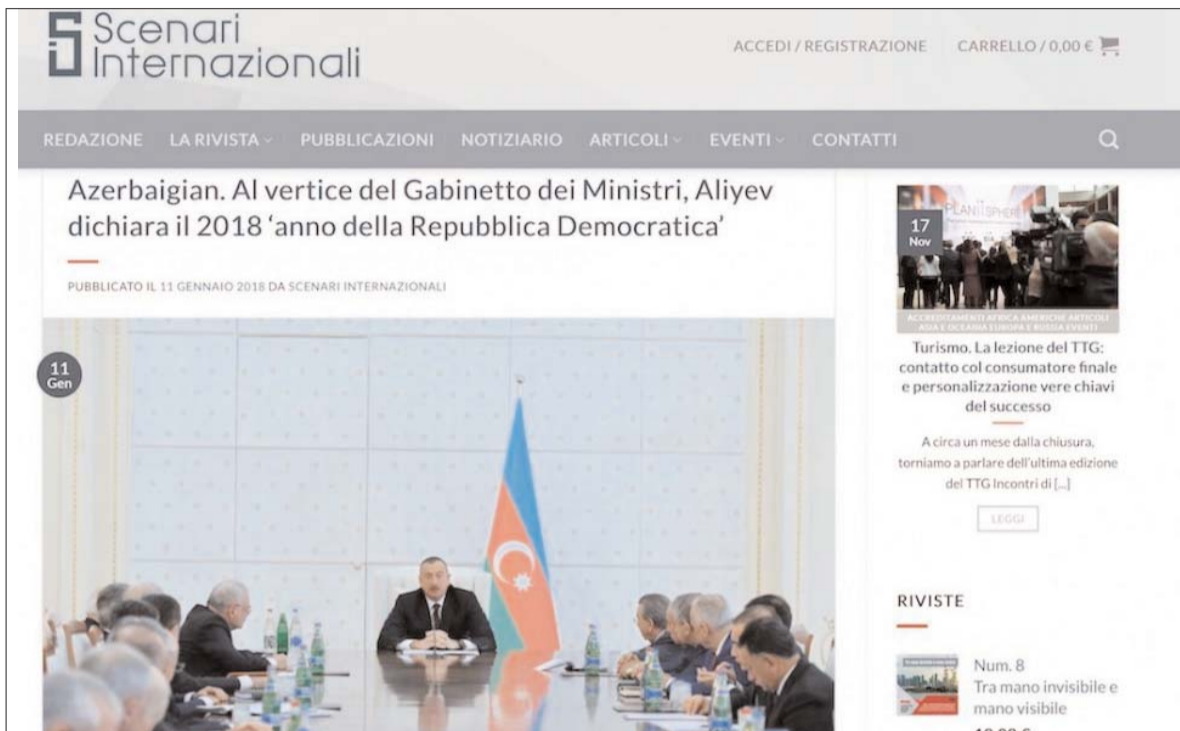 Scenari
Internazionali
ACCEDI / REGISTRAZIONE CARRELLO / 0,00 €
REDAZIONE LA RIVISTA PUBBLICAZIONI NOTIZIARIO ARTICOLI EVENTI CONTATTI
Azerbaigian. Al vertice del Gabinetto dei Ministri, Aliyev
dichiara il 2018 ‘anno della Repubblica Democratica’
PUBBLICATO IL 11 GENNAIO 2018 DA SCENARI INTERNAZIONALI
11
Gen
17
Nov
ACCREDITAMENTI AFRICA AMERICHE ARTICOLI
ASIA E OCEANIA EUROPA E RUSSIA EVENTI
Turismo. La lezione del TTG:
contatto col consumatore finale
e personalizzazione vere chiavi
del successo
A circa un mese dalla chiusura,
torniamo a parlare dell'ultima edizione
del TTG Incontri di [...]
LEGGI
RIVISTE
Num. 8
Tra mano invisibile e
mano visibile